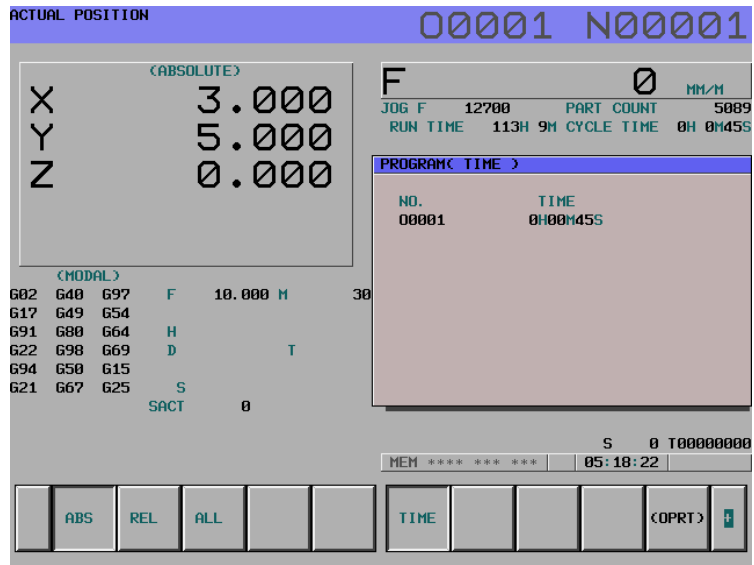 ACTUAL POSITION O0001 N00001
(ABSOLUTE)
X 3.000
Y 5.000
Z 0.000
F 0 MM/M
JOG F 12700 PART COUNT 5089
RUN TIME 113H 9M CYCLE TIME 0H 0M45S
PROGRAM( TIME )
NO. TIME
O0001 0H00M45S
(MODAL)
G02 G40 G97 F 10.000 M 30
G17 G49 G54
G91 G80 G64 H
G22 G98 G69 D T
G94 G50 G15
G21 G67 G25 S
SACT 0
S 0 T00000000
MEM **** *** *** 05:18:22
ABS REL ALL TIME (OPRT) +